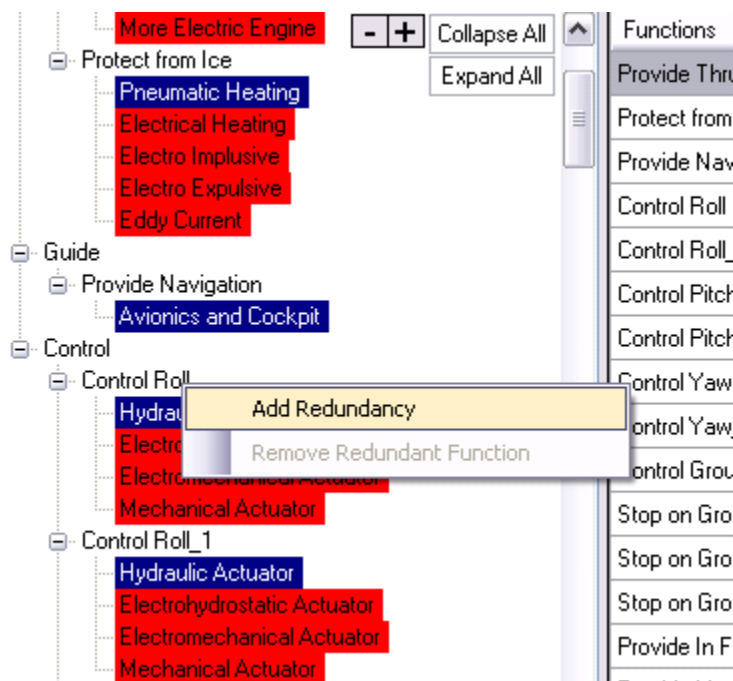 More Electric Engine
- + Collapse All
Expand All
Protect from Ice
Pneumatic Heating
Electrical Heating
Electro Implusive
Electro Expulsive
Eddy Current
Guide
Provide Navigation
Avionics and Cockpit
Control
Control Roll
Add Redundancy
Remove Redundant Function
Mechanical Actuator
Control Roll_1
Hydraulic Actuator
Electrohydrostatic Actuator
Electromechanical Actuator
Mechanical Actuator
Functions
Provide Thru
Protect from
Provide Nav
Control Roll
Control Roll_
Control Pitch
Control Pitch
Control Yaw
Control Yaw_
Control Grou
Stop on Gro
Stop on Gro
Stop on Gro
Provide In F